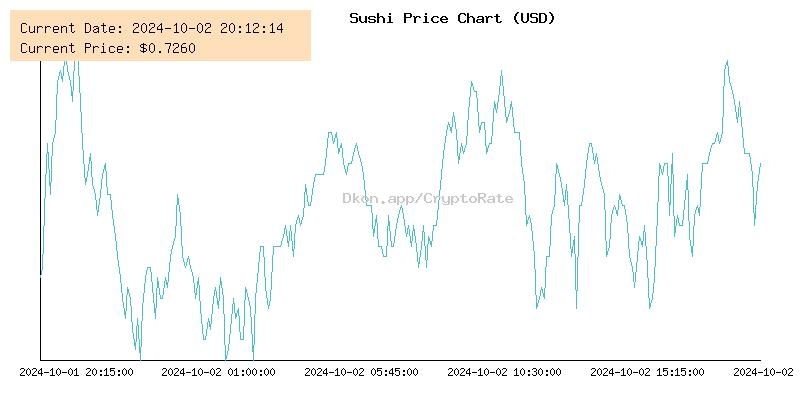 Sushi Price Chart (USD)
Current Date: 2024-10-02 20:12:14
Current Price: $0.7260
Dkon.app/CryptoRate
2024-10-01 20:15:00 2024-10-02 01:00:00 2024-10-02 05:45:00 2024-10-02 10:30:00 2024-10-02 15:15:00 2024-10-02